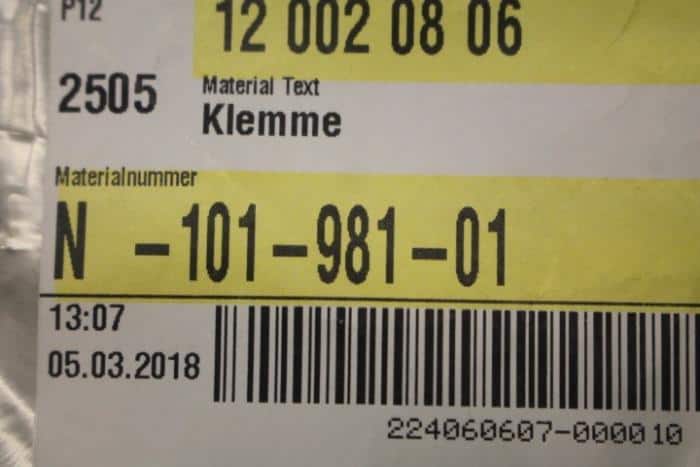 P12
12 002 08 06
2505
Material Text
Klemme
Materialnummer
N -101-981-01
13:07
05.03.2018
224060607-000010